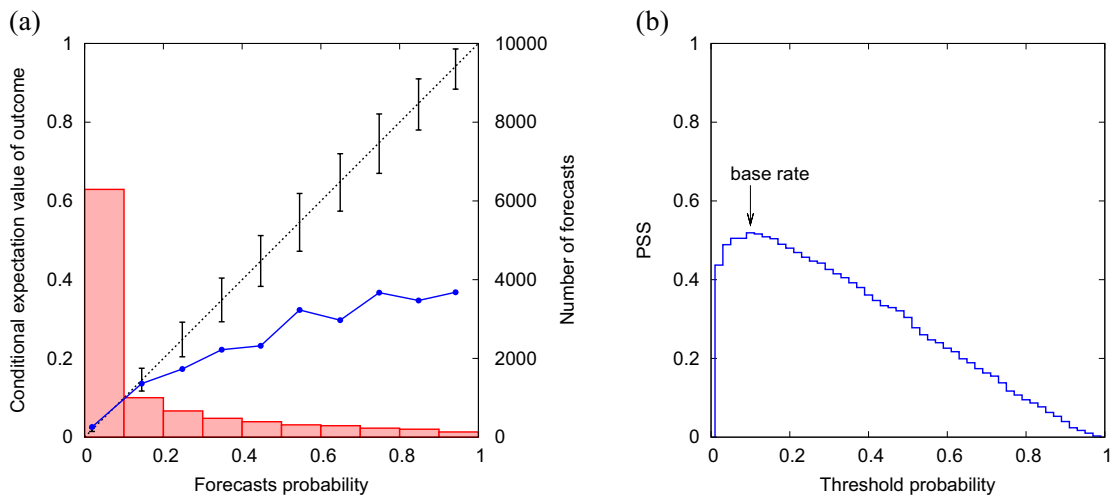 (a)
Conditional expectation value of outcome
1
0.8
0.6
0.4
0.2
0
0 0.2 0.4 0.6 0.8 1
Forecasts probability
10000
8000
6000
4000
2000
0
Number of forecasts
(b)
PSS
1
0.8
0.6
0.4
0.2
0
base rate
0 0.2 0.4 0.6 0.8 1
Threshold probability